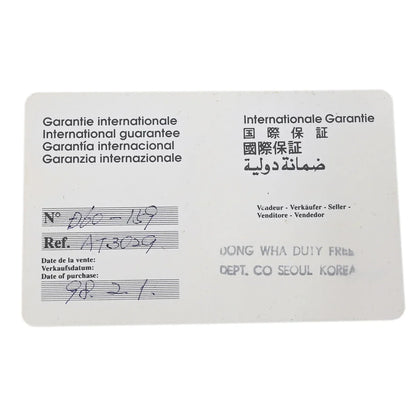 Garantie internationale
International guarantee
Garantía internacional
Garanzia internazionale
N° D60-159
Ref. AT3029
Date de la vente:
Verkaufsdatum:
Date of purchase:
98. 2. 1.
Internationale Garantie
国際保証
國際保証
ضمانة دولية
Vendeur - Verkäufer - Seller -
Venditore - Vendedor
DONG WHA DUTY FREE
DEPT. CO SEOUL KOREA